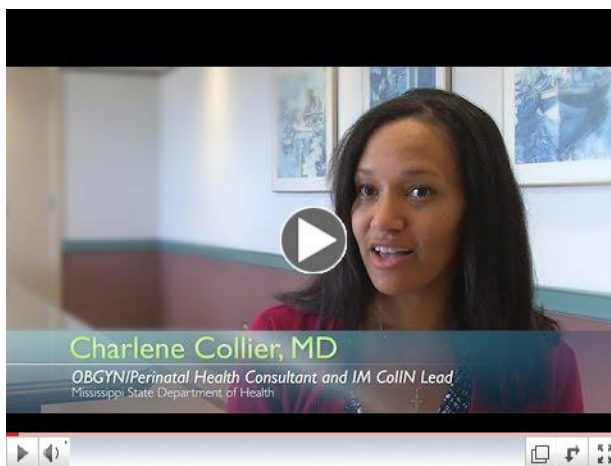 Charlene Collier, MD
OBGYN/Perinatal Health Consultant and IM CoIIN Lead
Mississippi State Department of Health